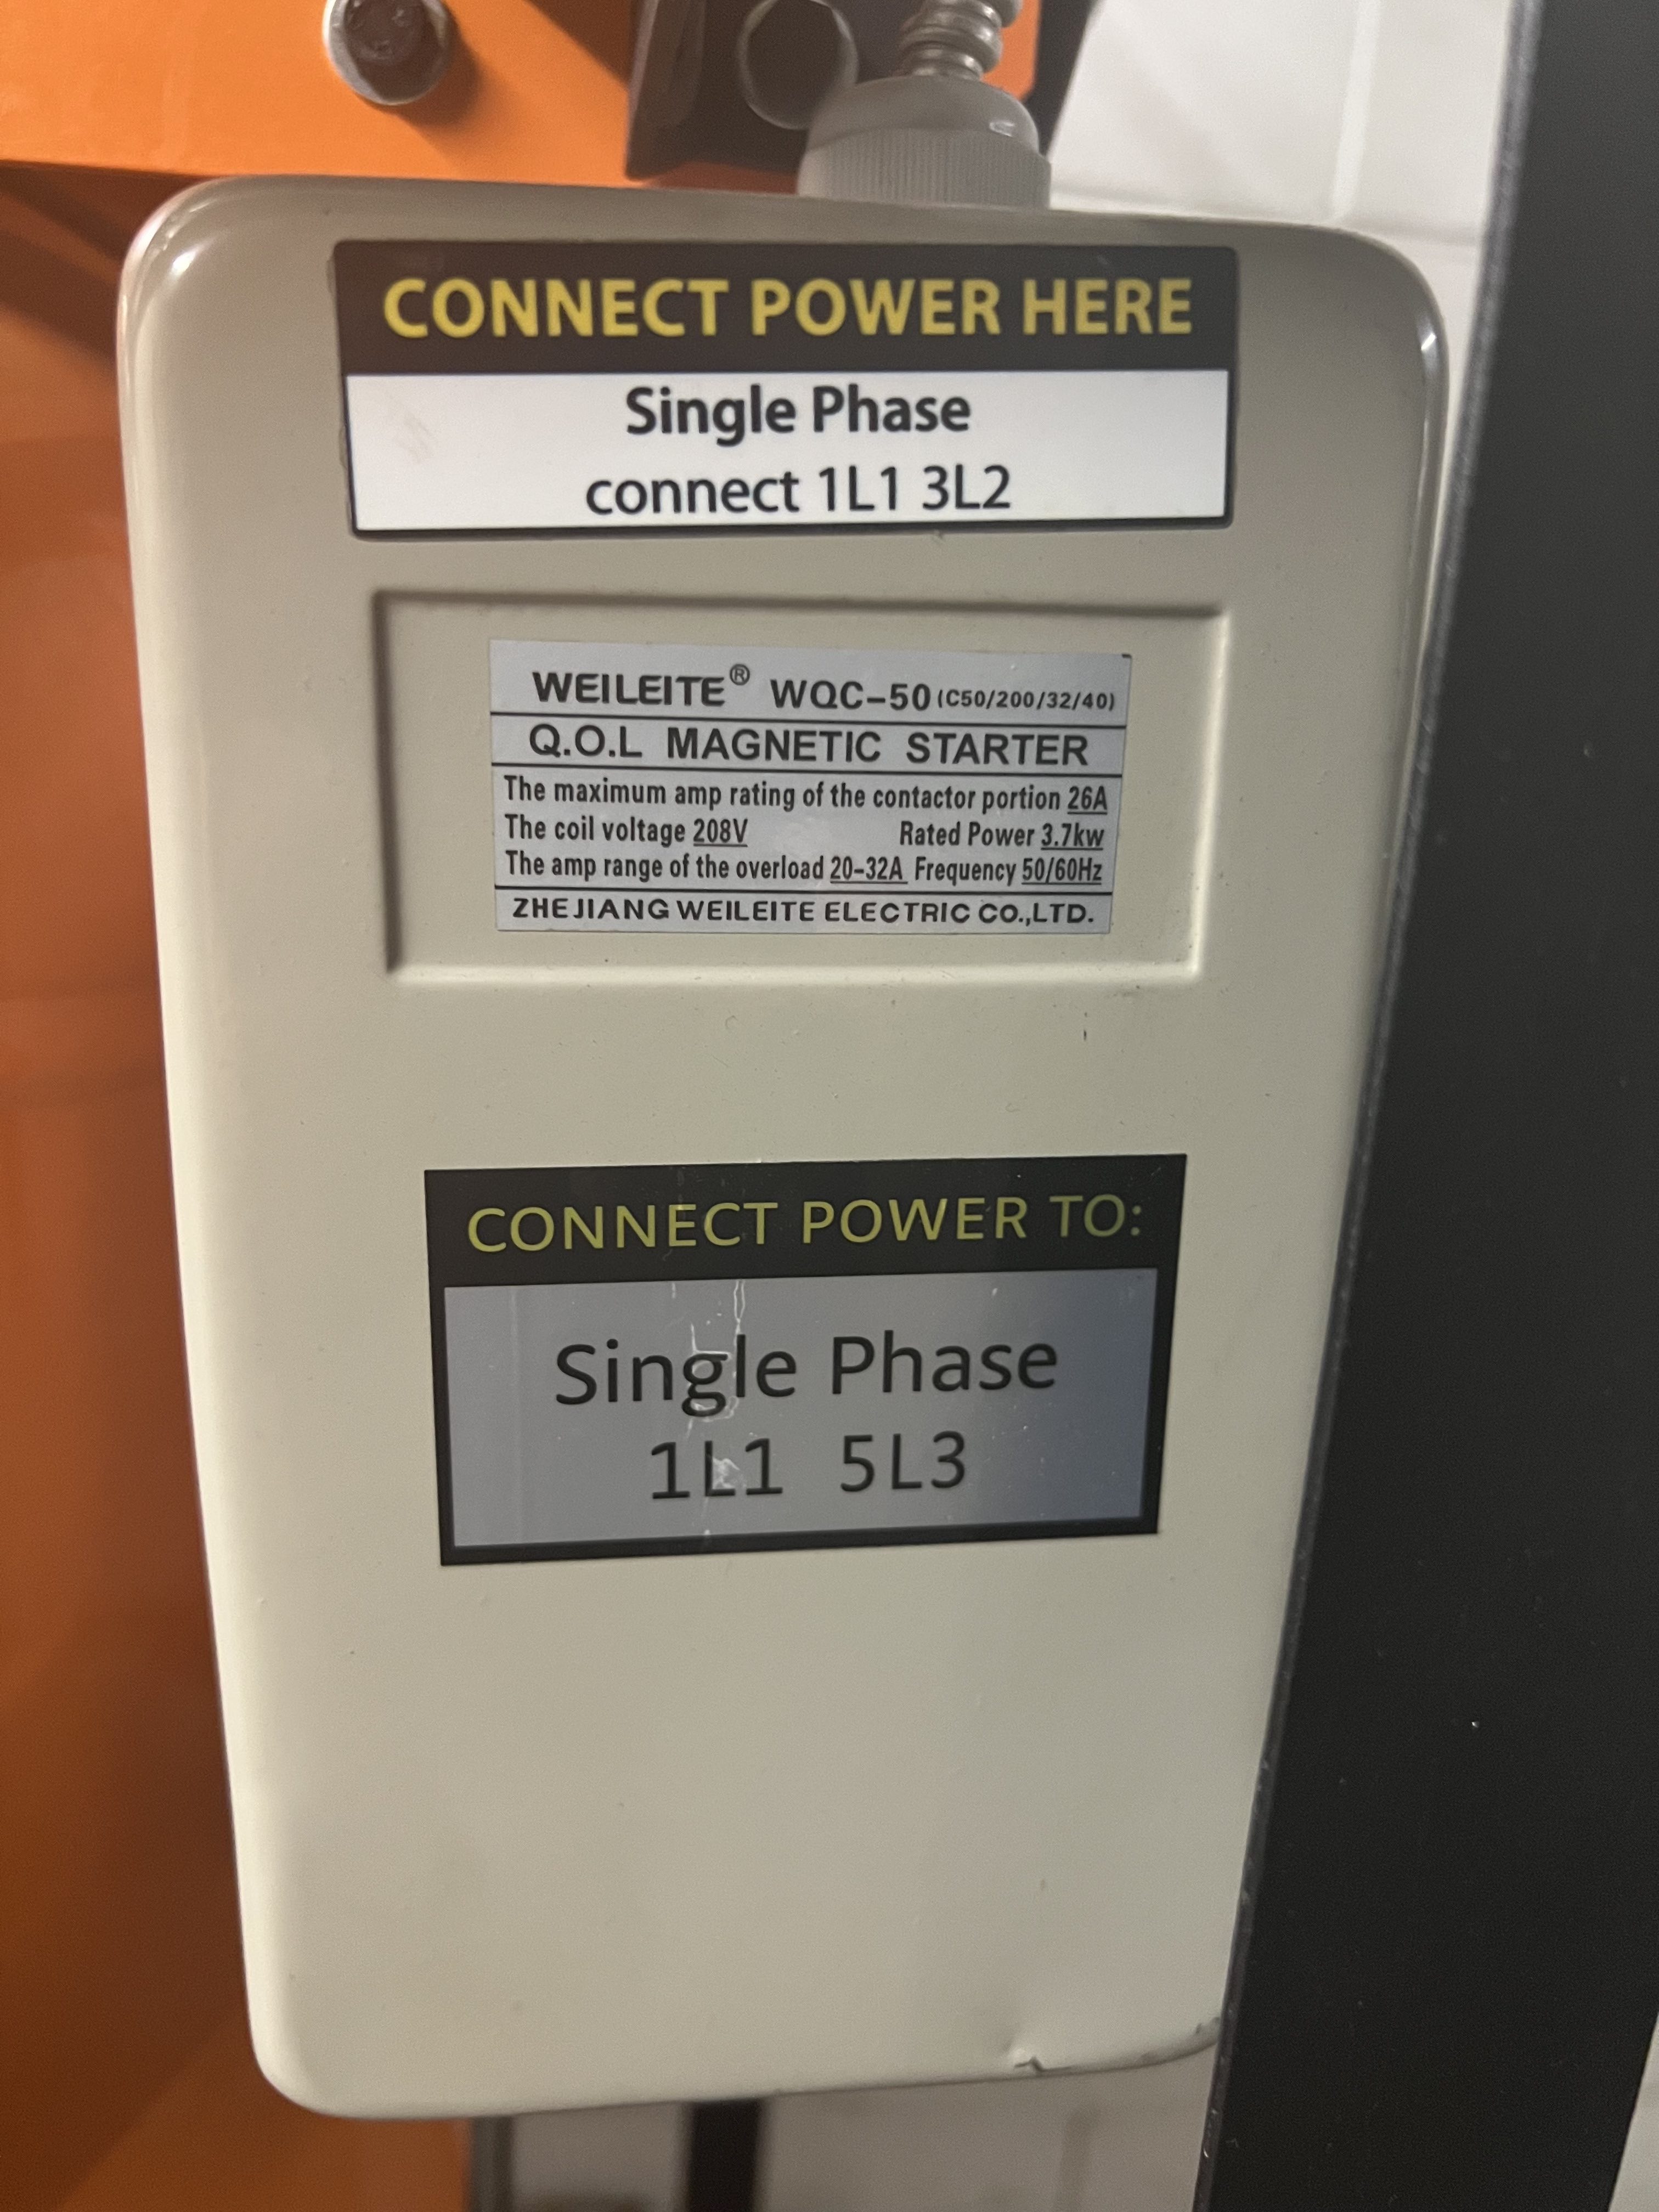 CONNECT POWER HERE
Single Phase
connect 1L1 3L2
WEILEITE® WQC-50 (C50/200/32/40)
Q.O.L MAGNETIC STARTER
The maximum amp rating of the contactor portion 26A
The coil voltage 208V Rated Power 3.7kw
The amp range of the overload 20-32A Frequency 50/60Hz
ZHEJIANG WEILEITE ELECTRIC CO.,LTD.
CONNECT POWER TO:
Single Phase
1L1 5L3